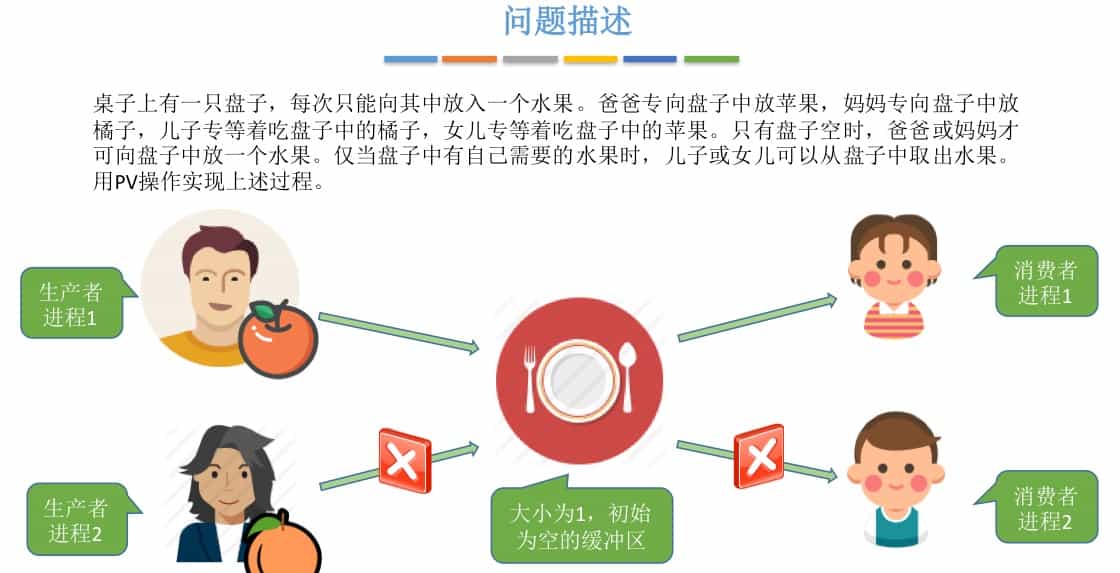 问题描述
桌子上有一只盘子，每次只能向其中放入一个水果。爸爸专向盘子中放苹果，妈妈专向盘子中放
橘子，儿子专等着吃盘子中的橘子，女儿专等着吃盘子中的苹果。只有盘子空时，爸爸或妈妈才
可向盘子中放一个水果。仅当盘子中有自己需要的水果时，儿子或女儿可以从盘子中取出水果。
用PV操作实现上述过程。
生产者
进程1
消费者
进程1
生产者
进程2
大小为1，初始
为空的缓冲区
消费者
进程2